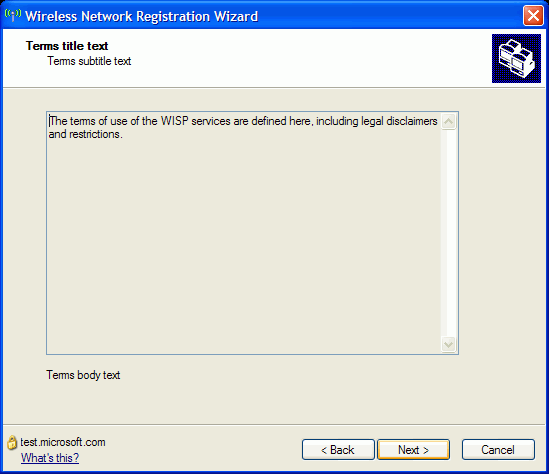 Wireless Network Registration Wizard
Terms title text
Terms subtitle text
The terms of use of the WISP services are defined here, including legal disclaimers
and restrictions.
Terms body text
test.microsoft.com
What's this?
< Back
Next >
Cancel